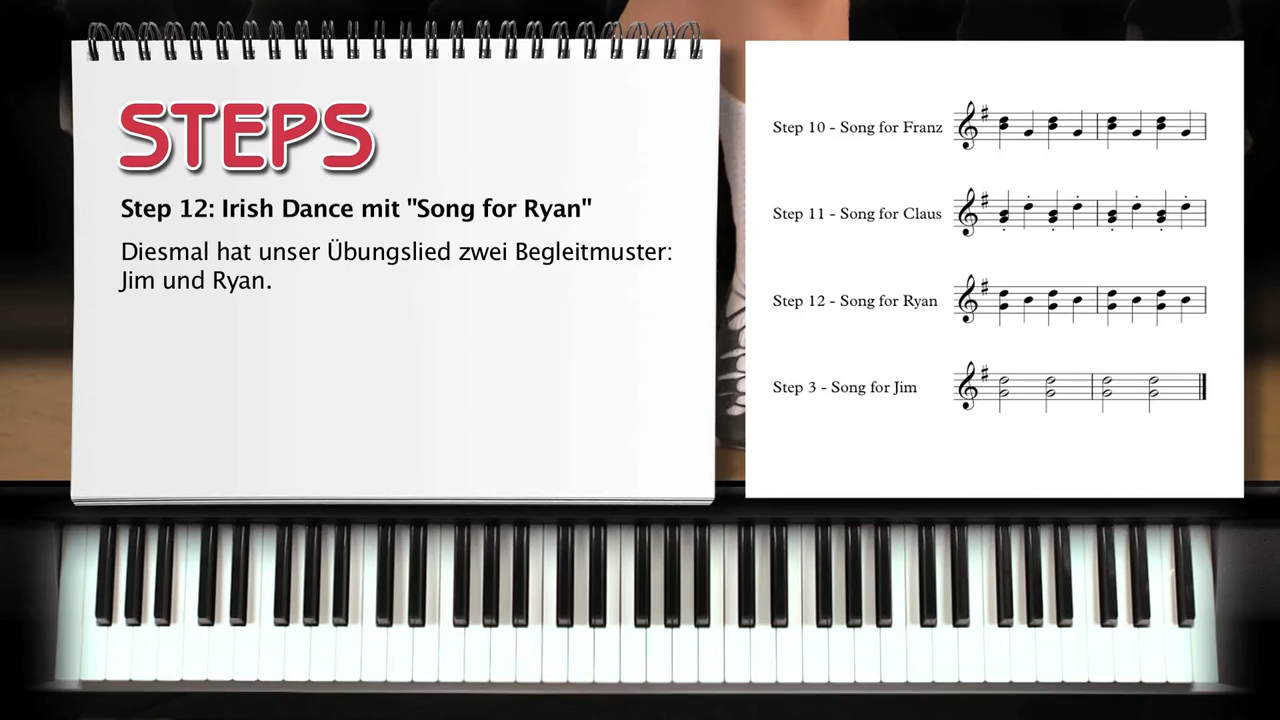 STEPS
Step 12: Irish Dance mit "Song for Ryan"
Diesmal hat unser Übungslied zwei Begleitmuster:
Jim und Ryan.
Step 10 - Song for Franz
Step 11 - Song for Claus
Step 12 - Song for Ryan
Step 3 - Song for Jim